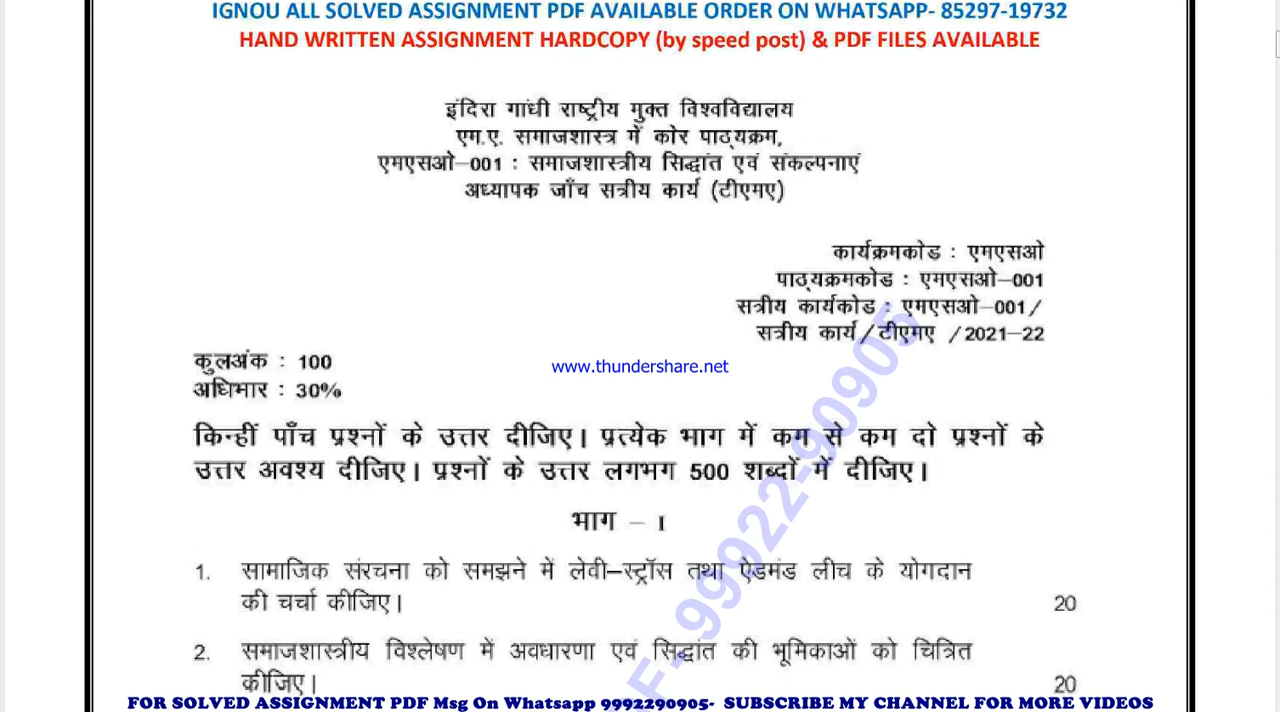 IGNOU ALL SOLVED ASSIGNMENT PDF AVAILABLE ORDER ON WHATSAPP- 85297-19732
HAND WRITTEN ASSIGNMENT HARDCOPY (by speed post) & PDF FILES AVAILABLE
इंदिरा गांधी राष्ट्रीय मुक्त विश्वविद्यालय
एम.ए. समाजशास्त्र में कोर पाठ्यक्रम,
एमएसओ-001 : समाजशास्त्रीय सिद्धांत एवं संकल्पनाएं
अध्यापक जाँच सत्रीय कार्य (टीएमए)
कार्यक्रमकोड : एमएसओ
पाठ्यक्रमकोड : एमएसओ-001
सत्रीय कार्यकोड : एमएसओ-001/
सत्रीय कार्य/टीएमए /2021-22
कुलअंक : 100
www.thundershare.net
अधिभार : 30%
किन्हीं पाँच प्रश्नों के उत्तर दीजिए। प्रत्येक भाग में कम से कम दो प्रश्नों के
उत्तर अवश्य दीजिए। प्रश्नों के उत्तर लगभग 500 शब्दों में दीजिए।
भाग - I
1. सामाजिक संरचना को समझने में लेवी-स्ट्रॉस तथा ऐडमंड लीच के योगदान
की चर्चा कीजिए। 20
2. समाजशास्त्रीय विश्लेषण में अवधारणा एवं सिद्धांत की भूमिकाओं को चित्रित
कीजिए। 20
FOR SOLVED ASSIGNMENT PDF Msg On Whatsapp 9992290905- SUBSCRIBE MY CHANNEL FOR MORE VIDEOS
99922-90905